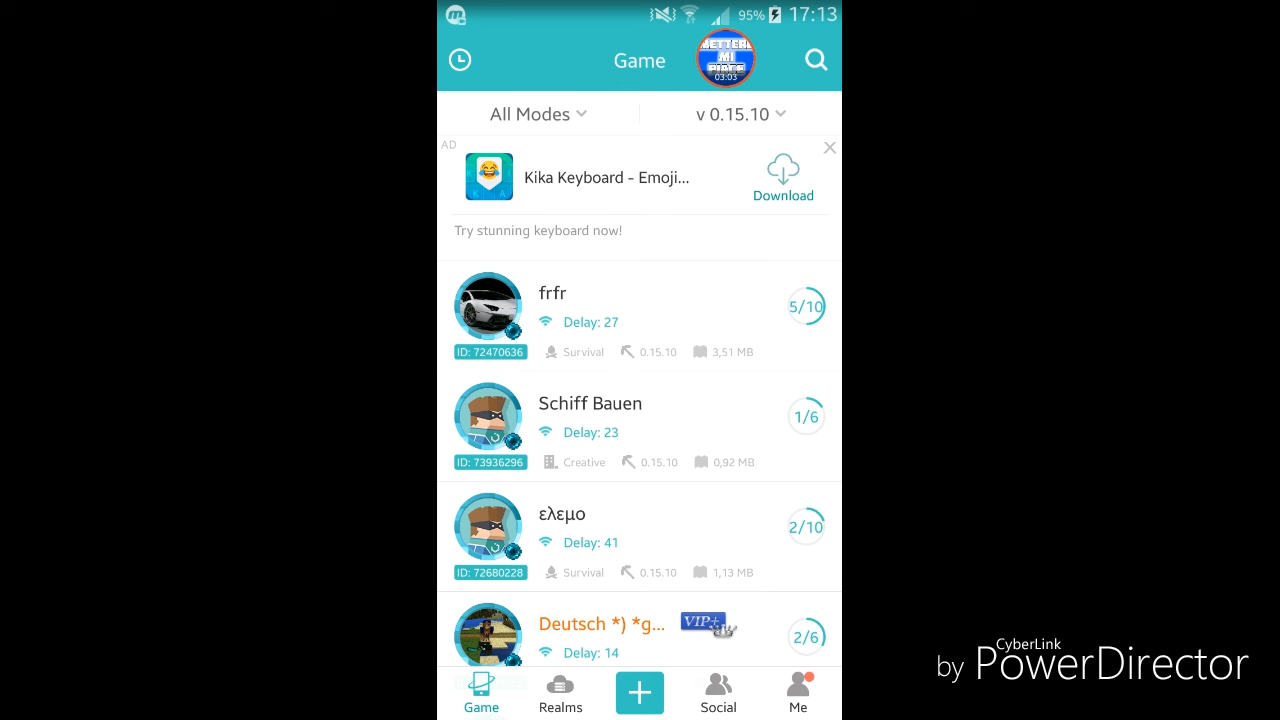 95% 17:13
Game
MI
03:03
All Modes
v 0.15.10
AD
Kika Keyboard - Emoji...
Download
Try stunning keyboard now!
frfr
5/10
Delay: 27
ID: 72470636
Survival
0.15.10
3,51 MB
Schiff Bauen
1/6
Delay: 23
ID: 73936296
Creative
0.15.10
0,92 MB
ελεμο
2/10
Delay: 41
ID: 72680228
Survival
0.15.10
1,13 MB
Deutsch *) *g...
VIP+
2/6
Delay: 14
Game
Realms
Social
Me
CyberLink
by PowerDirector